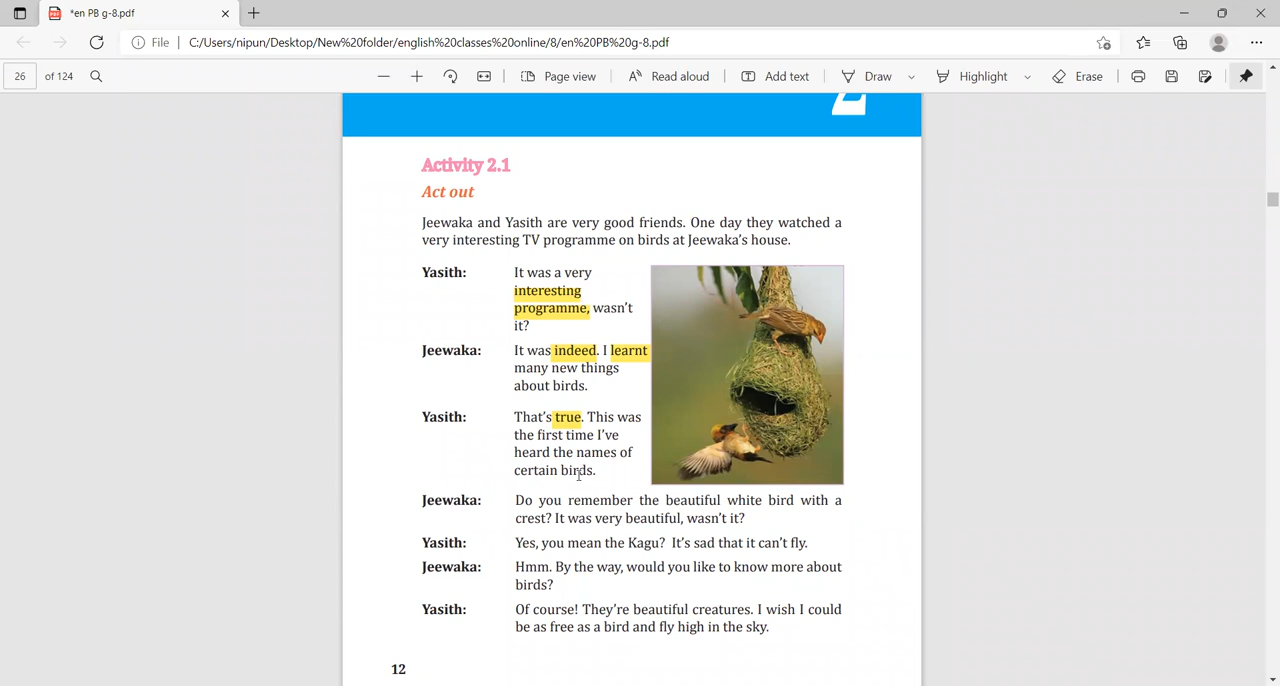 *en PB g-8.pdf
File
C:/Users/nipun/Desktop/New%20folder/english%20classes%20online/8/en%20PB%20g-8.pdf
26 of 124
Page view
Read aloud
Add text
Draw
Highlight
Erase
2
Activity 2.1
Act out
Jeewaka and Yasith are very good friends. One day they watched a
very interesting TV programme on birds at Jeewaka's house.
Yasith: It was a very
interesting
programme, wasn't
it?
Jeewaka: It was indeed. I learnt
many new things
about birds.
Yasith: That's true. This was
the first time I've
heard the names of
certain birds.
Jeewaka: Do you remember the beautiful white bird with a
crest? It was very beautiful, wasn't it?
Yasith: Yes, you mean the Kagu? It's sad that it can't fly.
Jeewaka: Hmm. By the way, would you like to know more about
birds?
Yasith: Of course! They're beautiful creatures. I wish I could
be as free as a bird and fly high in the sky.
12